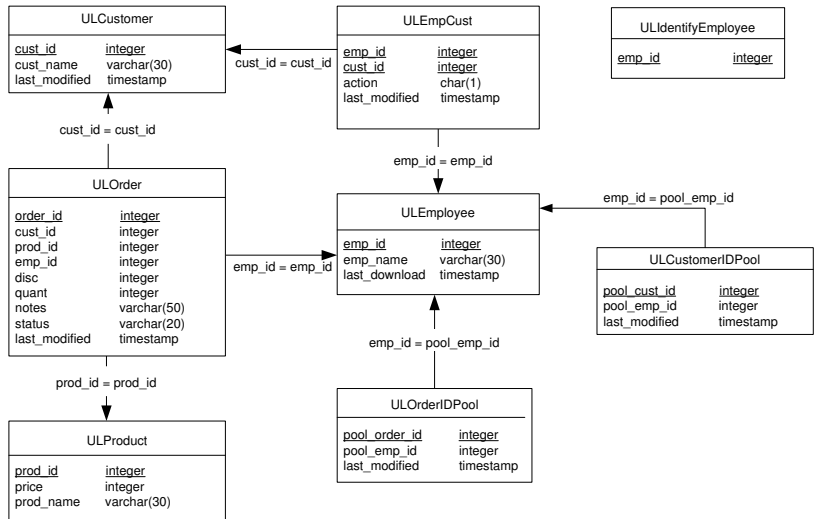 ULCustomer
cust_id integer
cust_name varchar(30)
last_modified timestamp
cust_id = cust_id
ULEmpCust
emp_id integer
cust_id integer
action char(1)
last_modified timestamp
ULIdentifyEmployee
emp_id integer
cust_id = cust_id
emp_id = emp_id
ULOrder
order_id integer
cust_id integer
prod_id integer
emp_id integer
disc integer
quant integer
notes varchar(50)
status varchar(20)
last_modified timestamp
emp_id = emp_id
ULEmployee
emp_id integer
emp_name varchar(30)
last_download timestamp
emp_id = pool_emp_id
ULCustomerIDPool
pool_cust_id integer
pool_emp_id integer
last_modified timestamp
emp_id = pool_emp_id
prod_id = prod_id
ULOrderIDPool
pool_order_id integer
pool_emp_id integer
last_modified timestamp
ULProduct
prod_id integer
price integer
prod_name varchar(30)